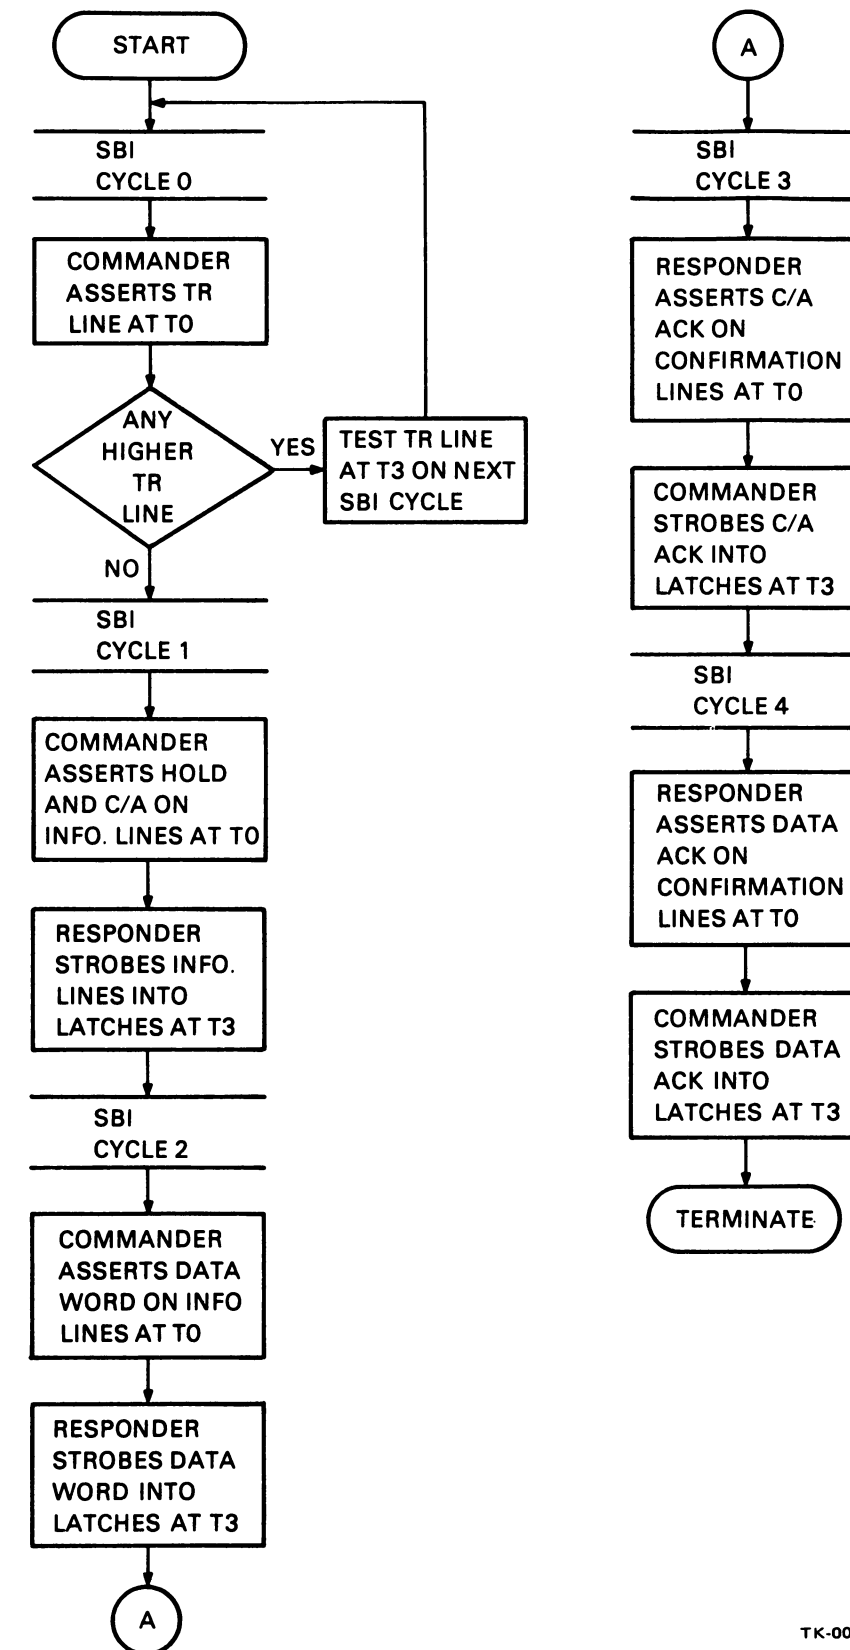 START
SBI
CYCLE 0
COMMANDER
ASSERTS TR
LINE AT T0
ANY
HIGHER
TR
LINE
YES
TEST TR LINE
AT T3 ON NEXT
SBI CYCLE
NO
SBI
CYCLE 1
COMMANDER
ASSERTS HOLD
AND C/A ON
INFO. LINES AT T0
RESPONDER
STROBES INFO.
LINES INTO
LATCHES AT T3
SBI
CYCLE 2
COMMANDER
ASSERTS DATA
WORD ON INFO
LINES AT T0
RESPONDER
STROBES DATA
WORD INTO
LATCHES AT T3
A
A
SBI
CYCLE 3
RESPONDER
ASSERTS C/A
ACK ON
CONFIRMATION
LINES AT T0
COMMANDER
STROBES C/A
ACK INTO
LATCHES AT T3
SBI
CYCLE 4
RESPONDER
ASSERTS DATA
ACK ON
CONFIRMATION
LINES AT T0
COMMANDER
STROBES DATA
ACK INTO
LATCHES AT T3
TERMINATE